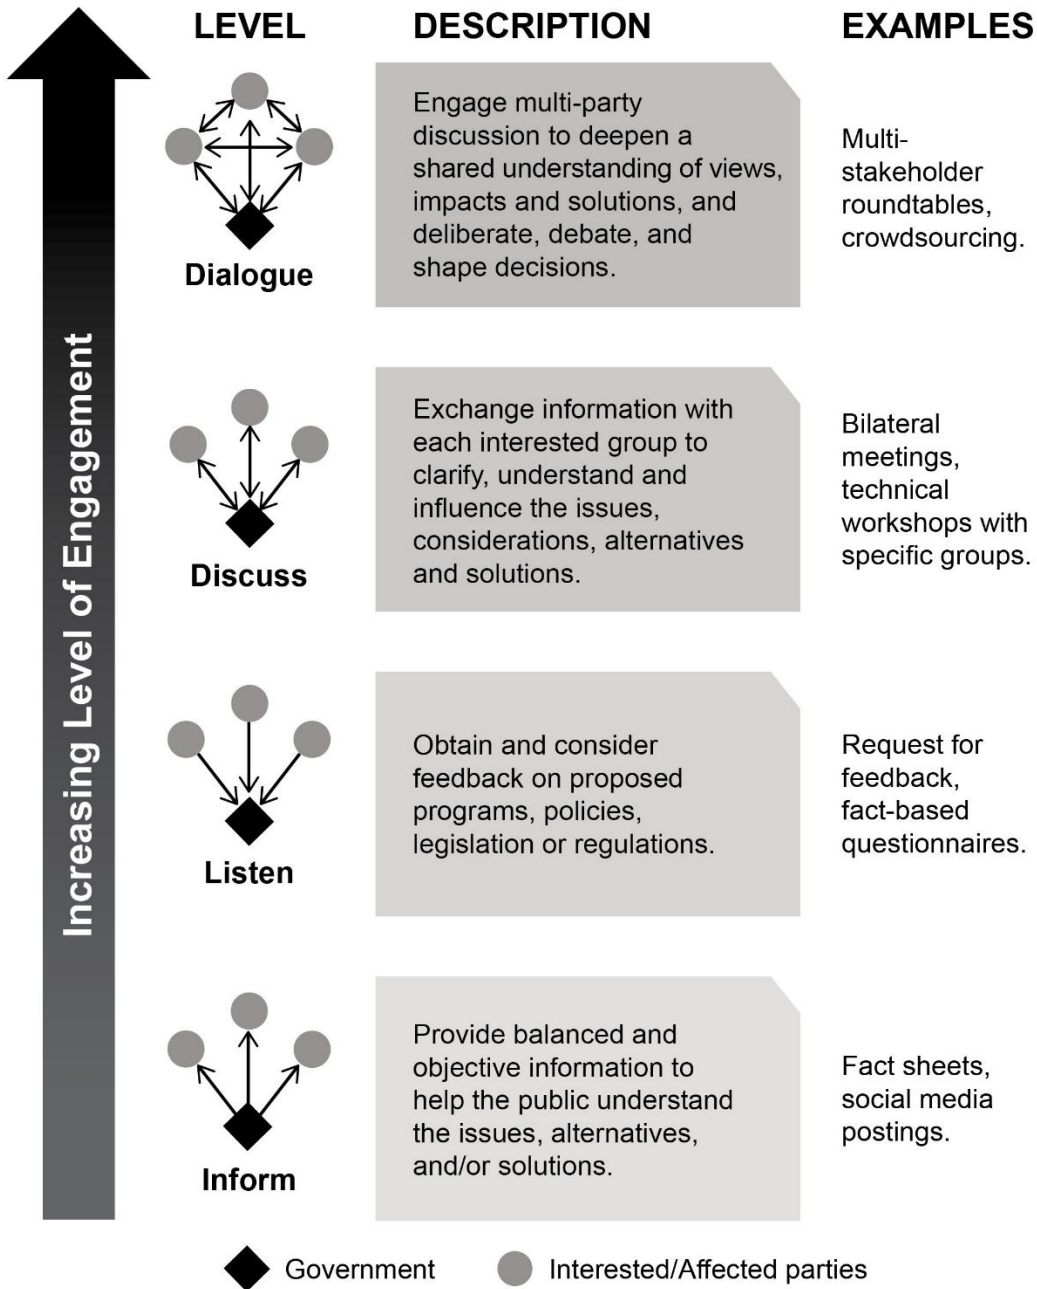 LEVEL
DESCRIPTION
EXAMPLES
Increasing Level of Engagement
Dialogue
Engage multi-party
discussion to deepen a
shared understanding of views,
impacts and solutions, and
deliberate, debate, and
shape decisions.
Multi-
stakeholder
roundtables,
crowdsourcing.
Discuss
Exchange information with
each interested group to
clarify, understand and
influence the issues,
considerations, alternatives
and solutions.
Bilateral
meetings,
technical
workshops with
specific groups.
Listen
Obtain and consider
feedback on proposed
programs, policies,
legislation or regulations.
Request for
feedback,
fact-based
questionnaires.
Inform
Provide balanced and
objective information to
help the public understand
the issues, alternatives,
and/or solutions.
Fact sheets,
social media
postings.
Government
Interested/Affected parties